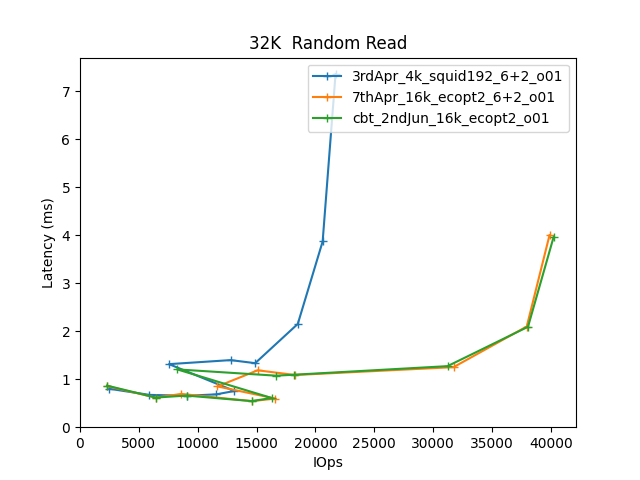 32K  Random Read
3rdApr_4k_squid192_6+2_o01
7thApr_16k_ecopt2_6+2_o01
cbt_2ndJun_16k_ecopt2_o01
Latency (ms)
7
6
5
4
3
2
1
0
0 5000 10000 15000 20000 25000 30000 35000 40000
IOps